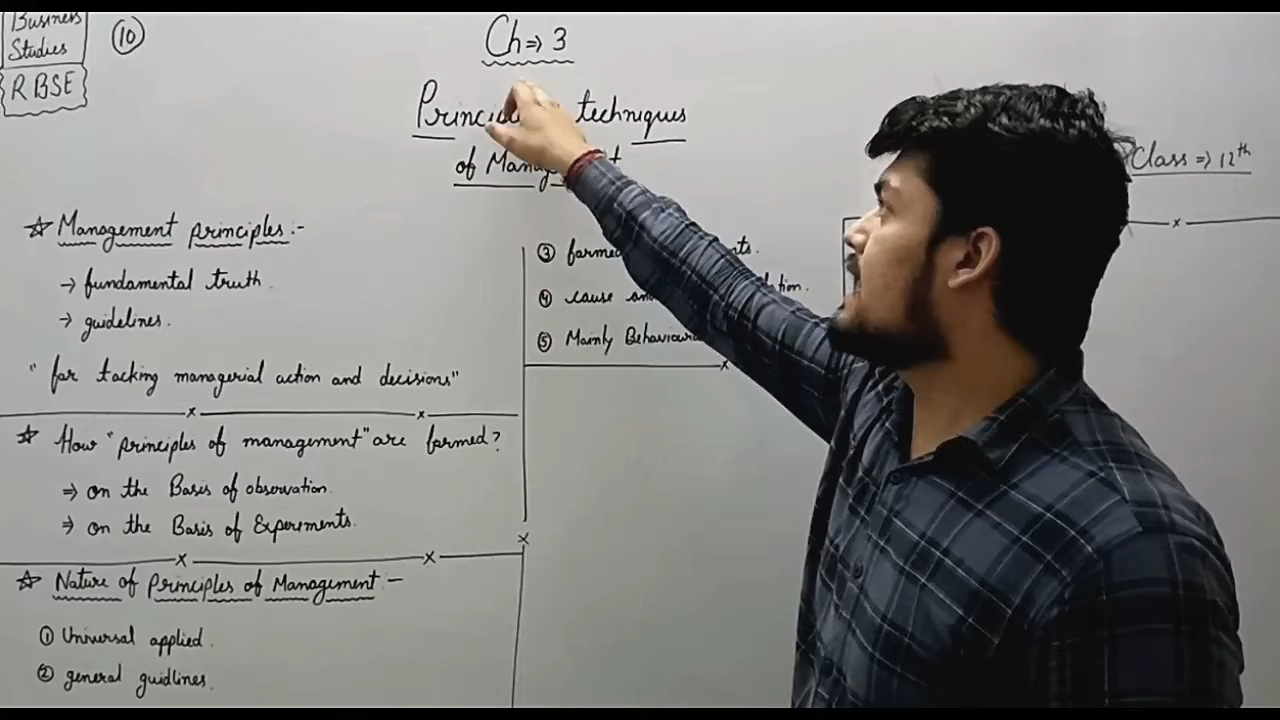 Business
Studies
RBSE
10
Ch⇒3
techniques
of
Class ⇒ 12th
☆ Management principles:-
→ fundamental truth.
→ guidelines.
"for tacking managerial action and decisions"
☆ How "principles of management" are formed?
⇒ on the Basis of observation.
⇒ on the Basis of Experements.
☆ Nature of Principles of Management —
① Universal applied.
② general guidlines.
③
④ cause
⑤ Mainly